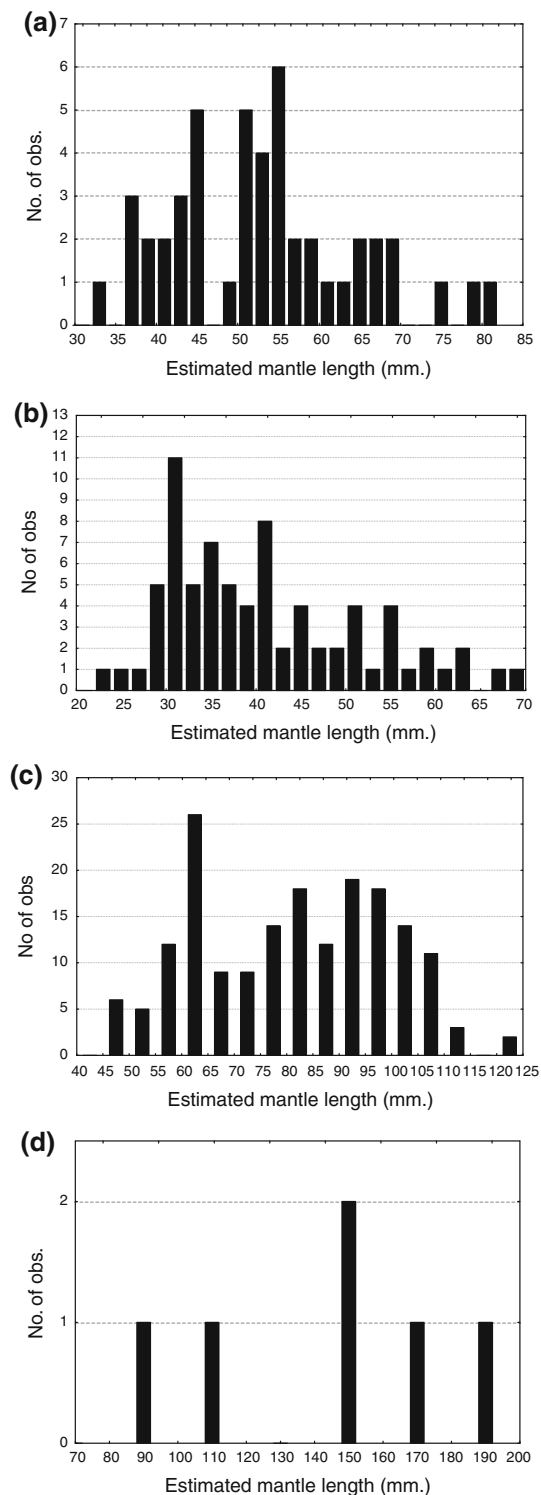 (a)
No. of obs.
7
6
5
4
3
2
1
0
30 35 40 45 50 55 60 65 70 75 80 85
Estimated mantle length (mm.)
(b)
No of obs
13
12
11
10
9
8
7
6
5
4
3
2
1
0
20 25 30 35 40 45 50 55 60 65 70
Estimated mantle length (mm.)
(c)
No of obs
30
25
20
15
10
5
0
40 45 50 55 60 65 70 75 80 85 90 95 100 105 110 115 120 125
Estimated mantle length (mm.)
(d)
No. of obs.
2
1
0
70 80 90 100 110 120 130 140 150 160 170 180 190 200
Estimated mantle length (mm.)